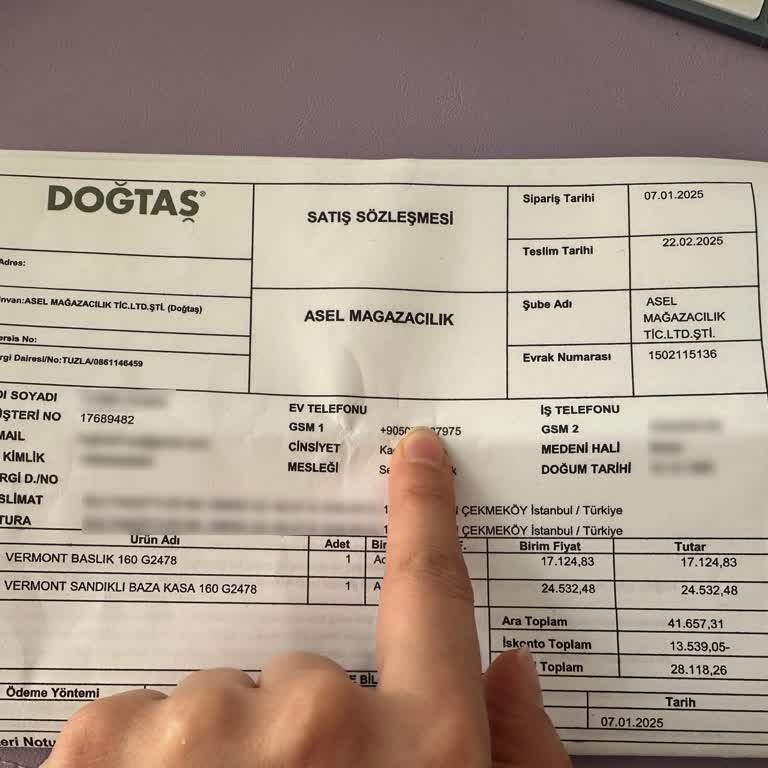 DOĞTAŞ®
SATIŞ SÖZLEŞMESİ
Sipariş Tarihi 07.01.2025
Teslim Tarihi 22.02.2025
Adres:
ASEL MAGAZACILIK
Şube Adı ASEL
MAĞAZACILIK
TİC.LTD.ŞTİ.
nvan:ASEL MAĞAZACILIK TİC.LTD.ŞTİ. (Doğtaş)
ersis No:
rgi Dairesi/No:TUZLA/0861146459
Evrak Numarası 1502115136
DI SOYADI
EV TELEFONU
İŞ TELEFONU
ŞTERİ NO 17689482
GSM 1
GSM 2
MAIL
CİNSİYET
MEDENİ HALİ
KİMLİK
MESLEĞİ
DOĞUM TARİHİ
RGİ D./NO
SLİMAT
ÇEKMEKÖY İstanbul / Türkiye
TURA
ÇEKMEKÖY İstanbul / Türkiye
Ürün Adı Adet Birim Fiyat Tutar
VERMONT BASLIK 160 G2478 1 17.124,83 17.124,83
VERMONT SANDIKLI BAZA KASA 160 G2478 1 24.532,48 24.532,48
Ara Toplam 41.657,31
İskonto Toplam 13.539,05-
Toplam 28.118,26
Ödeme Yöntemi
Tarih
07.01.2025
eri Notu